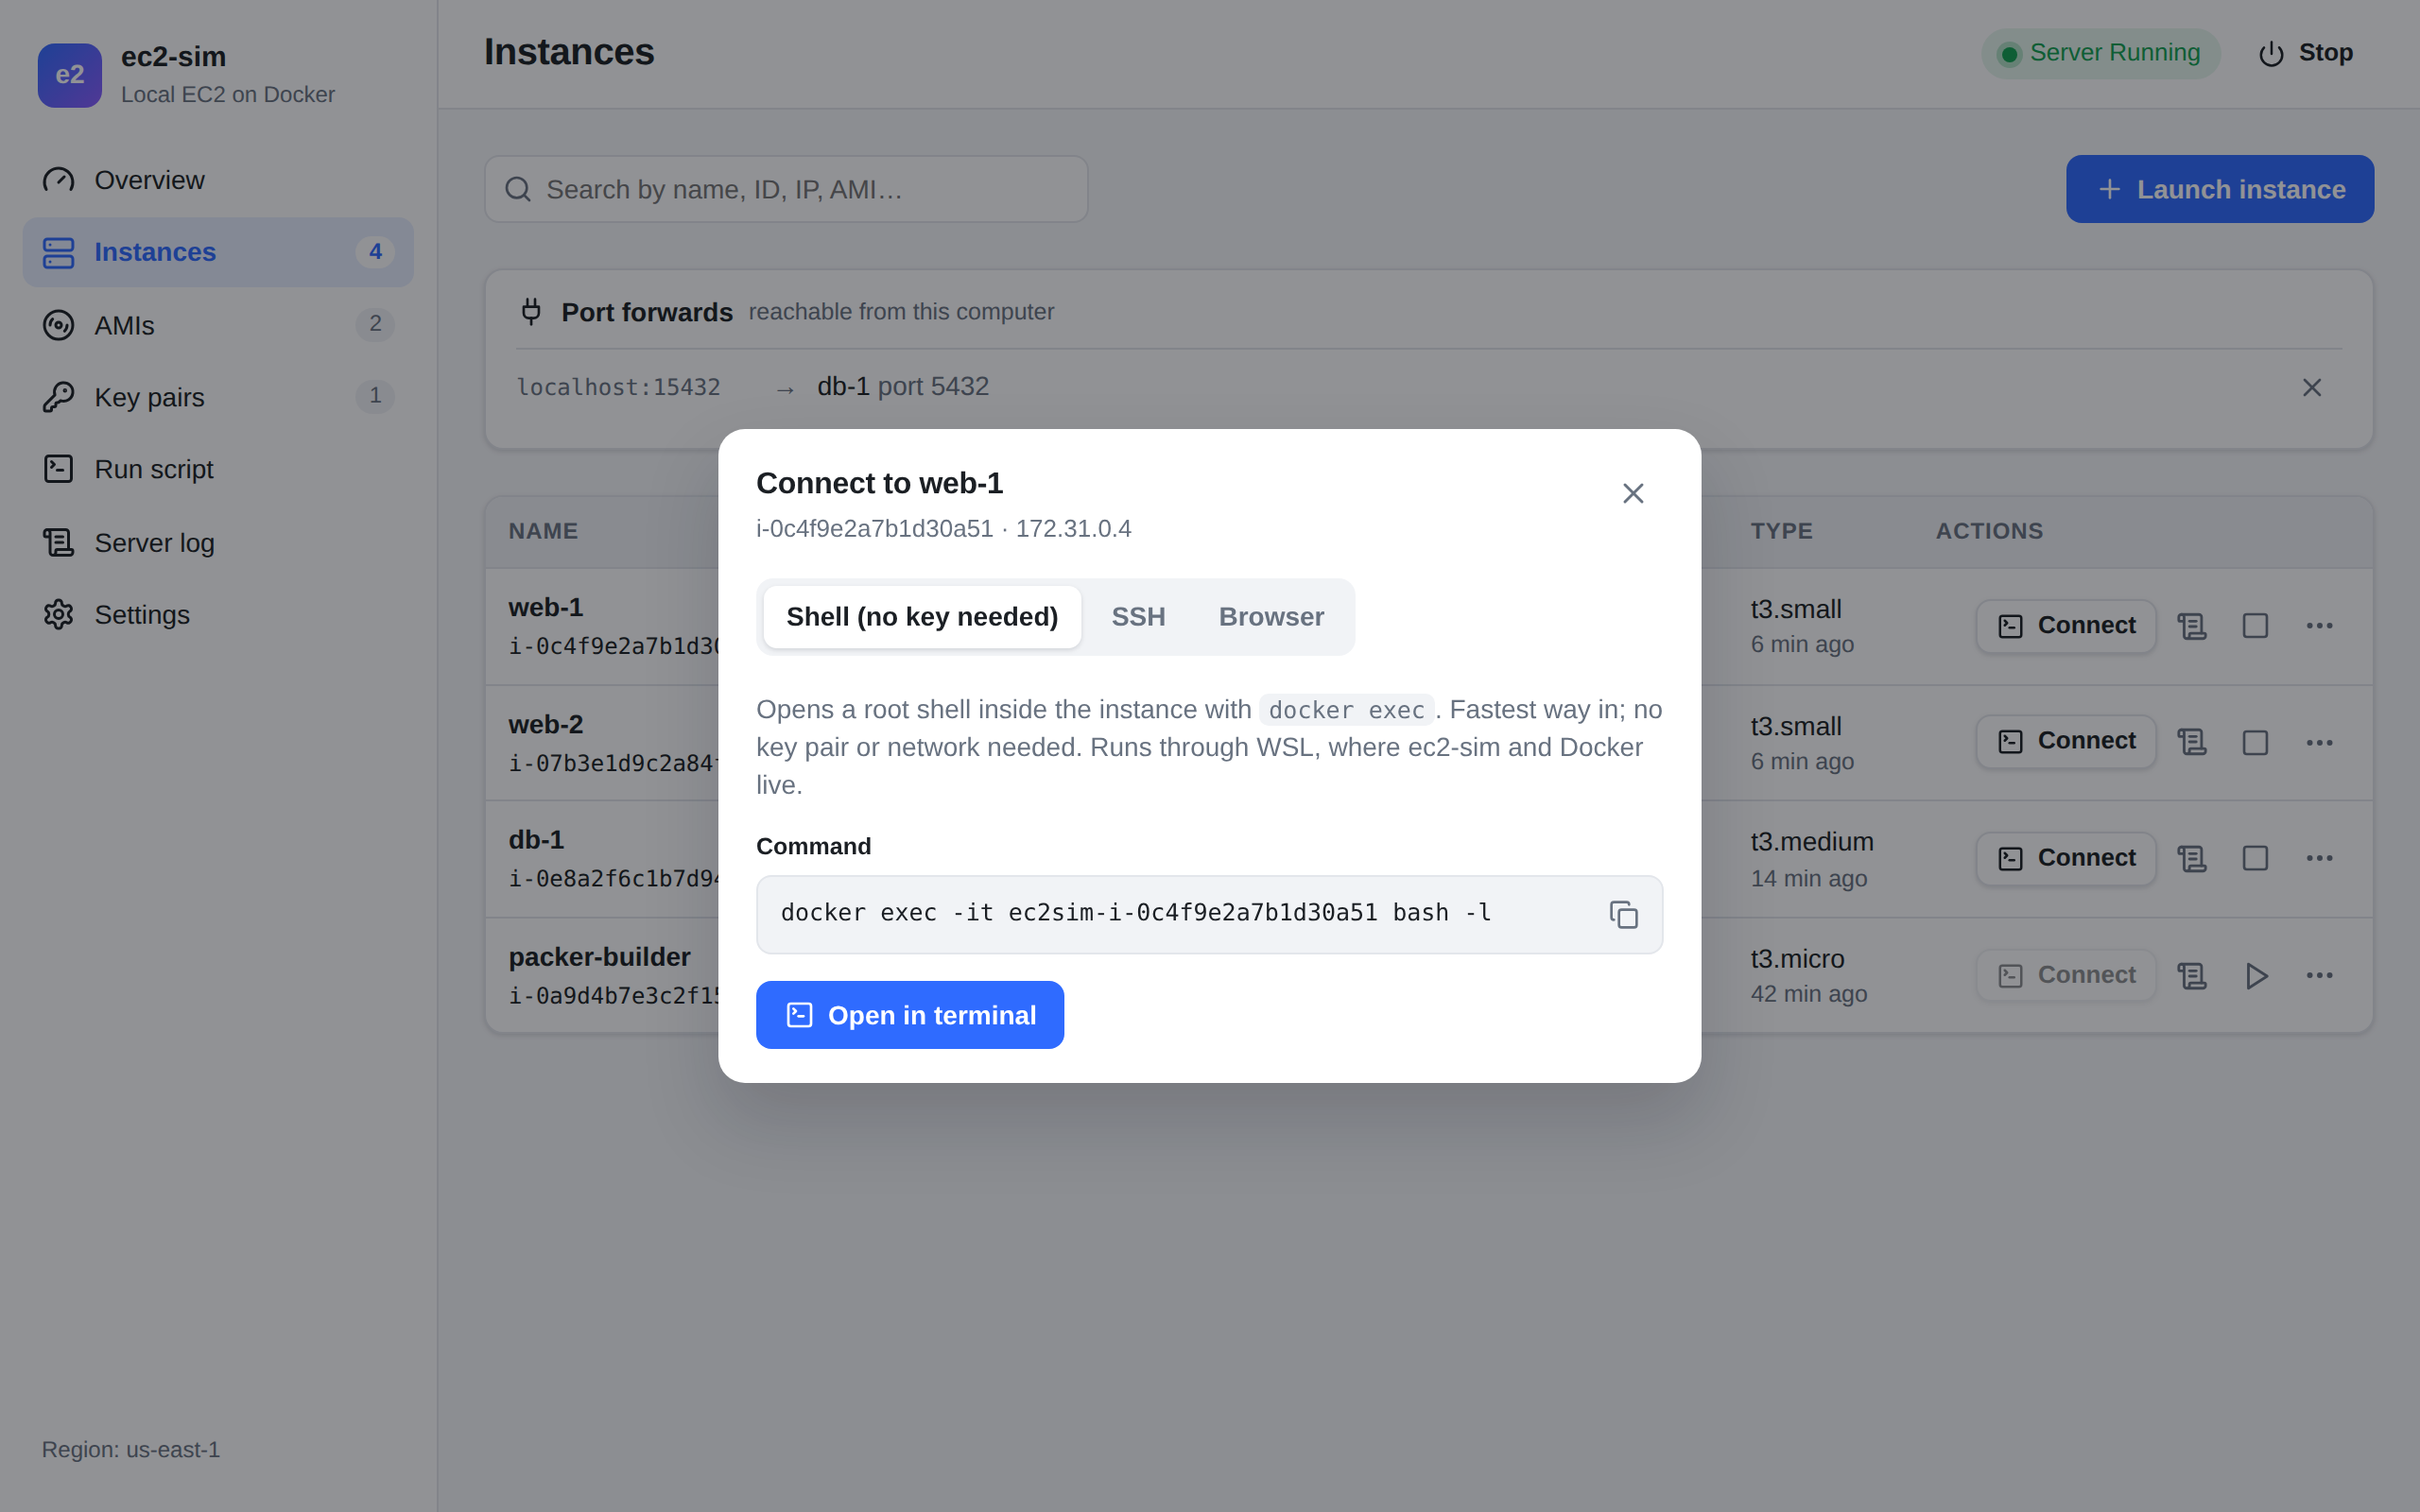 e2
ec2-sim
Local EC2 on Docker
Overview
Instances 4
AMIs 2
Key pairs 1
Run script
Server log
Settings
Region: us-east-1
Instances
Server Running
Stop
Search by name, ID, IP, AMI…
Launch instance
Port forwards reachable from this computer
localhost:15432 → db-1 port 5432
NAME TYPE ACTIONS
web-1
i-0c4f9e2a7b1d30
t3.small
6 min ago
Connect
web-2
i-07b3e1d9c2a84
t3.small
6 min ago
Connect
db-1
i-0e8a2f6c1b7d94
t3.medium
14 min ago
Connect
packer-builder
i-0a9d4b7e3c2f15
t3.micro
42 min ago
Connect
Connect to web-1
i-0c4f9e2a7b1d30a51 · 172.31.0.4
Shell (no key needed) SSH Browser
Opens a root shell inside the instance with docker exec. Fastest way in; no
key pair or network needed. Runs through WSL, where ec2-sim and Docker
live.
Command
docker exec -it ec2sim-i-0c4f9e2a7b1d30a51 bash -l
Open in terminal